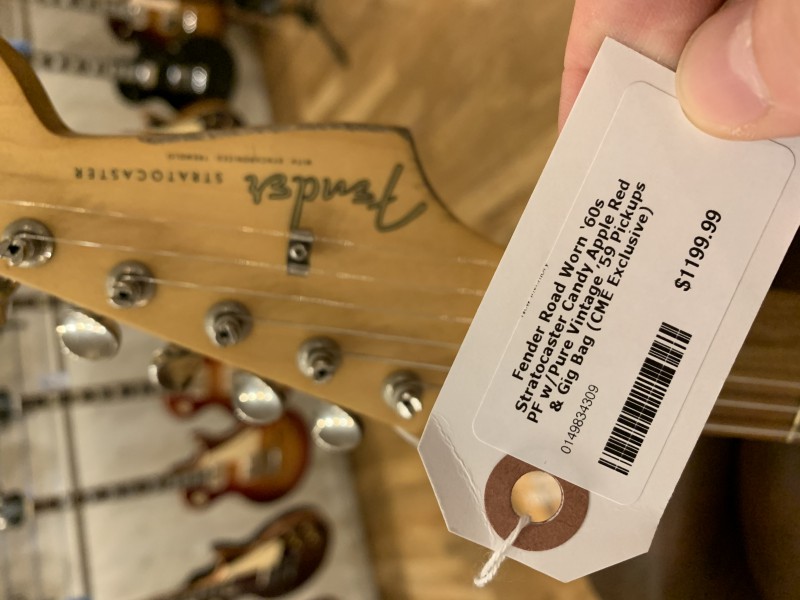 Fender
STRATOCASTER
WITH SYNCHRONIZED TREMOLO
Fender Road Worn '60s
Stratocaster Candy Apple Red
PF w/Pure Vintage '59 Pickups
& Gig Bag (CME Exclusive)
$1199.99
0149834309